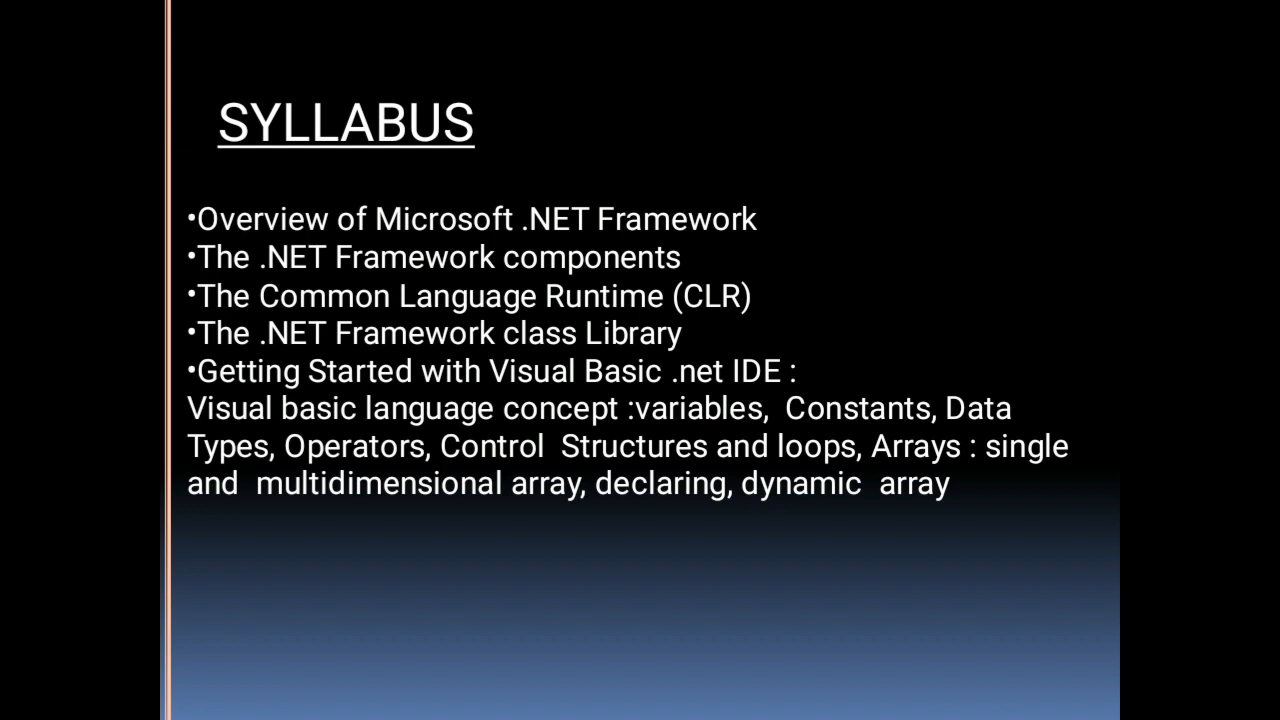 SYLLABUS
•Overview of Microsoft .NET Framework
•The .NET Framework components
•The Common Language Runtime (CLR)
•The .NET Framework class Library
•Getting Started with Visual Basic .net IDE :
Visual basic language concept :variables,  Constants, Data
Types, Operators, Control  Structures and loops, Arrays : single
and  multidimensional array, declaring, dynamic  array